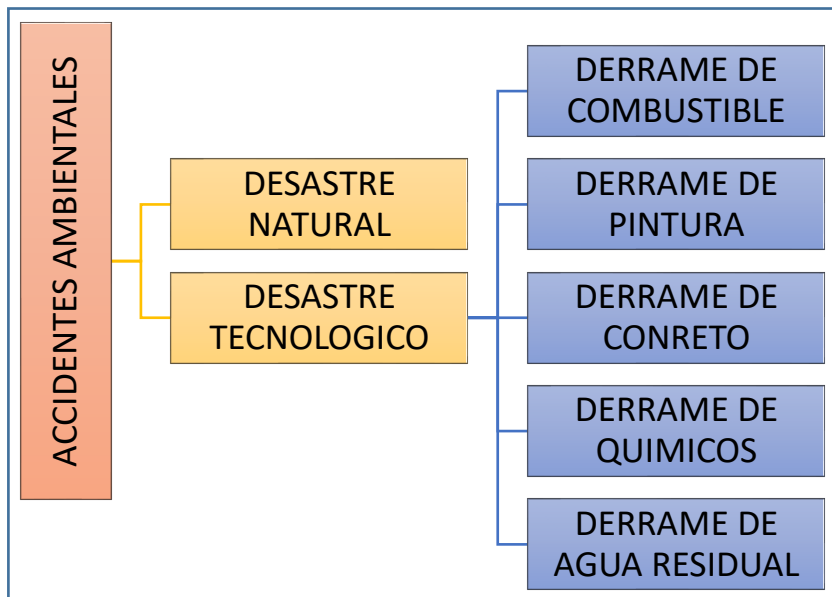 ACCIDENTES AMBIENTALES
DESASTRE
NATURAL
DESASTRE
TECNOLOGICO
DERRAME DE
COMBUSTIBLE
DERRAME DE
PINTURA
DERRAME DE
CONRETO
DERRAME DE
QUIMICOS
DERRAME DE
AGUA RESIDUAL